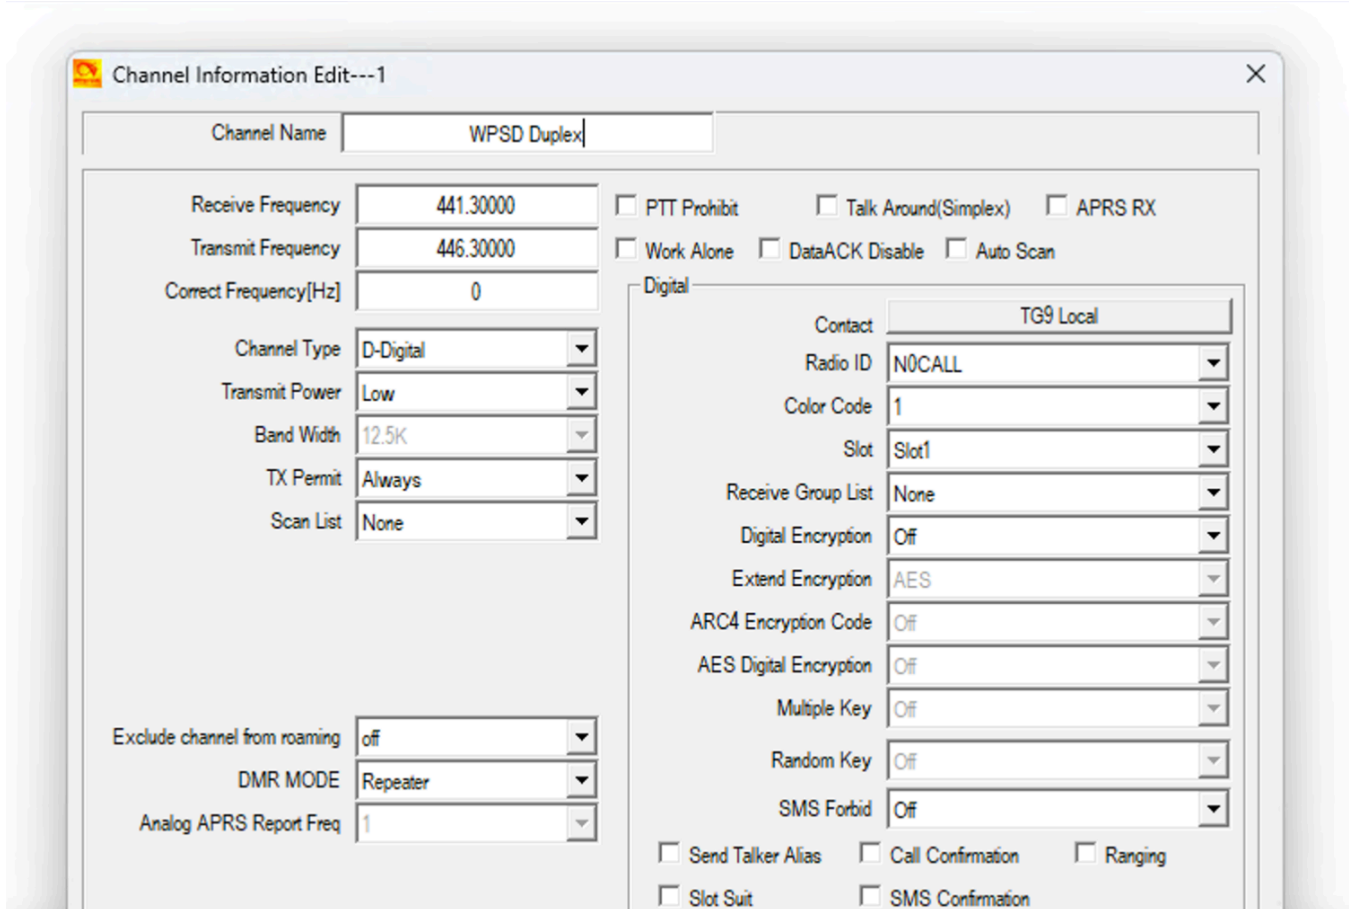 Channel Information Edit---1
Channel Name WPSD Duplex
Receive Frequency 441.30000 PTT Prohibit Talk Around(Simplex) APRS RX
Transmit Frequency 446.30000 Work Alone DataACK Disable Auto Scan
Correct Frequency[Hz] 0 Digital
Contact TG9 Local
Channel Type D-Digital Radio ID N0CALL
Transmit Power Low Color Code 1
Band Width 12.5K Slot Slot1
TX Permit Always Receive Group List None
Scan List None Digital Encryption Off
Extend Encryption AES
ARC4 Encryption Code Off
AES Digital Encryption Off
Multiple Key Off
Exclude channel from roaming off Random Key Off
DMR MODE Repeater SMS Forbid Off
Analog APRS Report Freq 1
Send Talker Alias Call Confirmation Ranging
Slot Suit SMS Confirmation